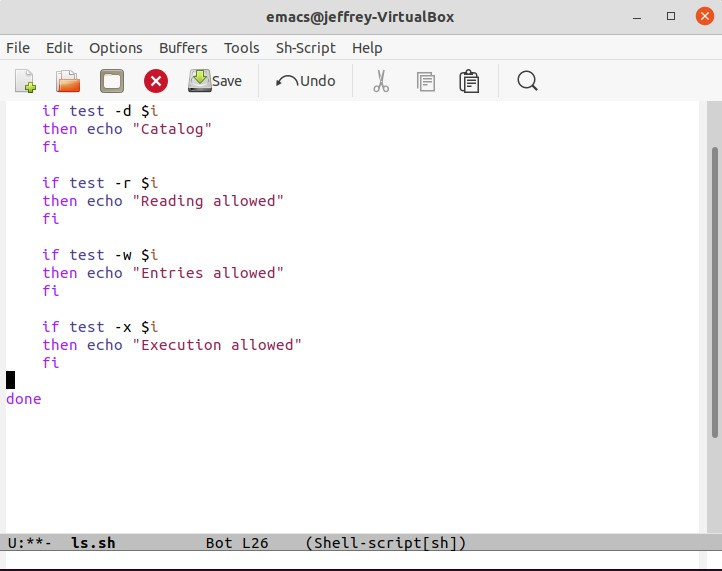 emacs@jeffrey-VirtualBox
File Edit Options Buffers Tools Sh-Script Help
Save Undo
if test -d $i
then echo "Catalog"
fi
if test -r $i
then echo "Reading allowed"
fi
if test -w $i
then echo "Entries allowed"
fi
if test -x $i
then echo "Execution allowed"
fi
done
U:**- ls.sh Bot L26 (Shell-script[sh])